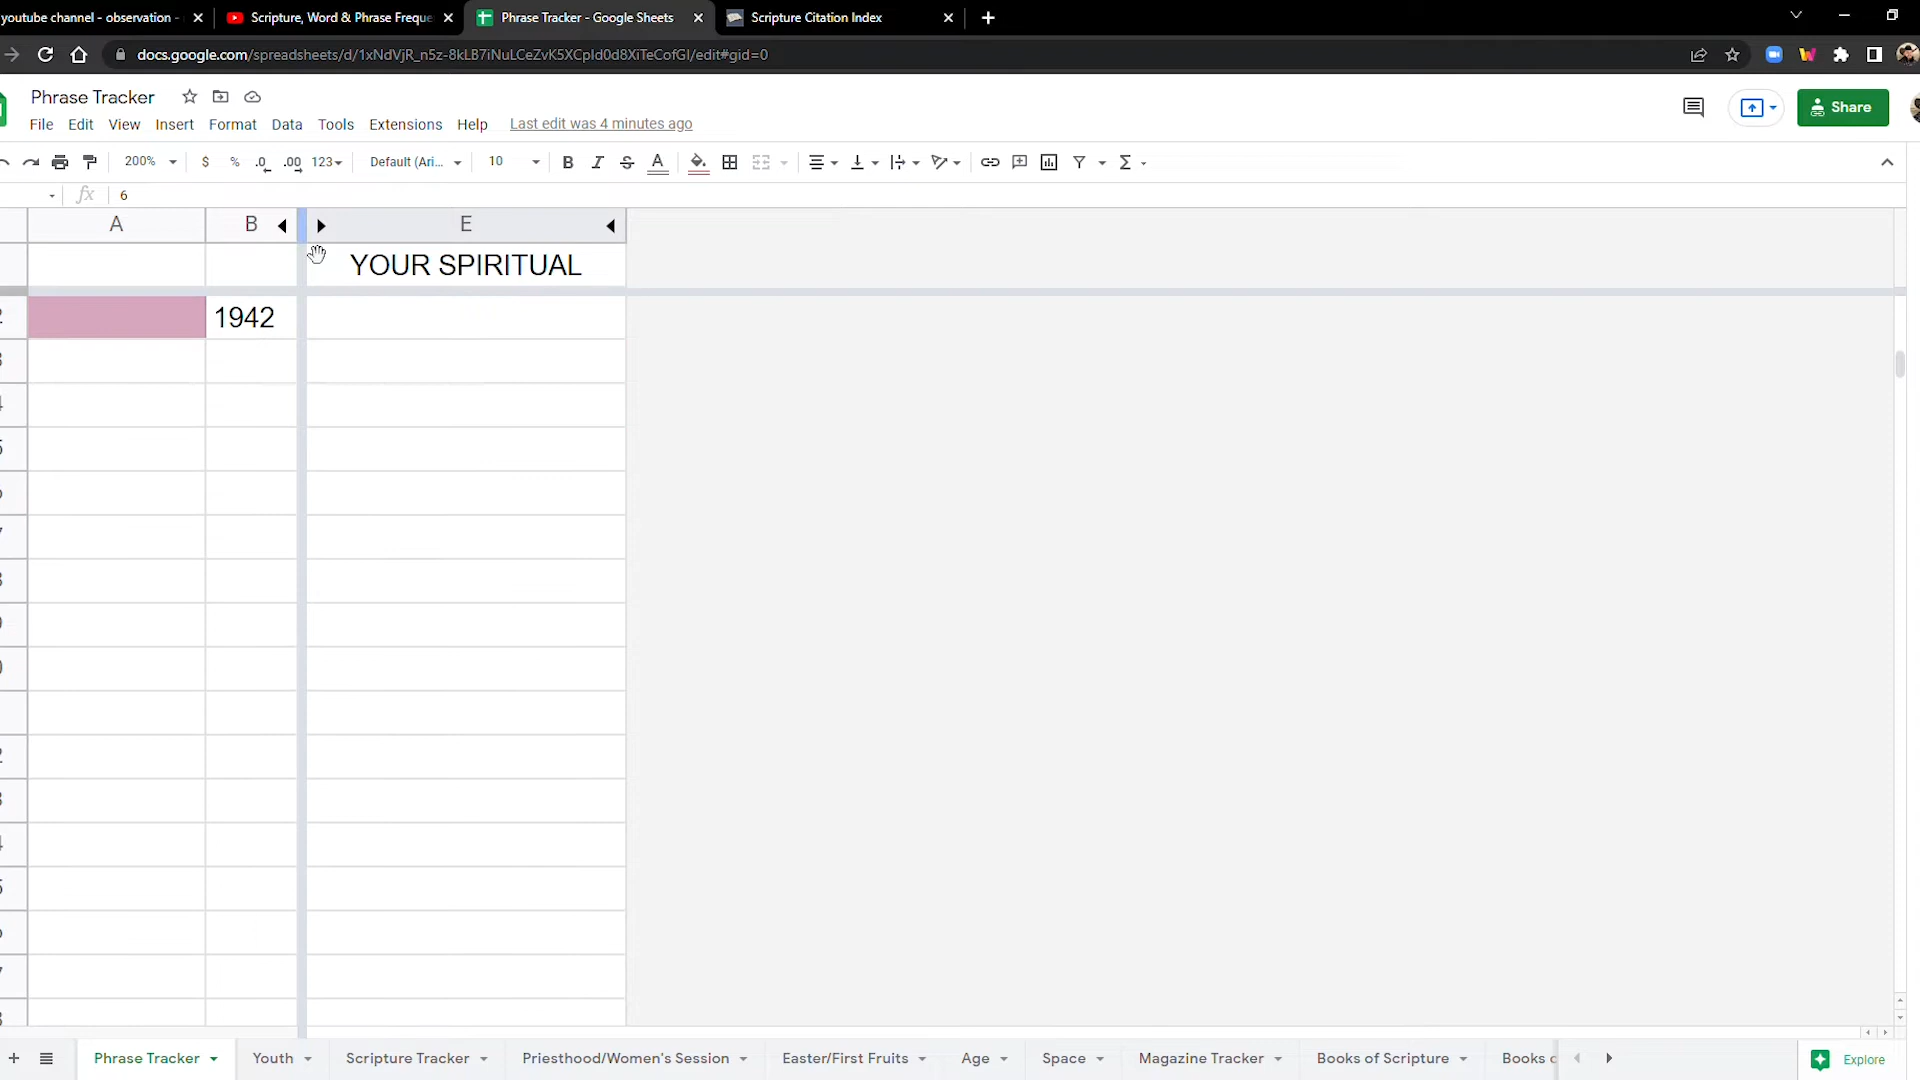 youtube channel - observation -
Scripture, Word & Phrase Freque
Phrase Tracker - Google Sheets
Scripture Citation Index
docs.google.com/spreadsheets/d/1xNdVjR_n5z-8kLB7iNuLCeZvK5XCpId0d8XiTeCofGI/edit#gid=0
Phrase Tracker
Share
File Edit View Insert Format Data Tools Extensions Help Last edit was 4 minutes ago
200% $ % .0 .00 123 Default (Ari... 10 B I S A Σ
fx 6
A B E
YOUR SPIRITUAL
1942
Phrase Tracker Youth Scripture Tracker Priesthood/Women's Session Easter/First Fruits Age Space Magazine Tracker Books of Scripture Books Explore